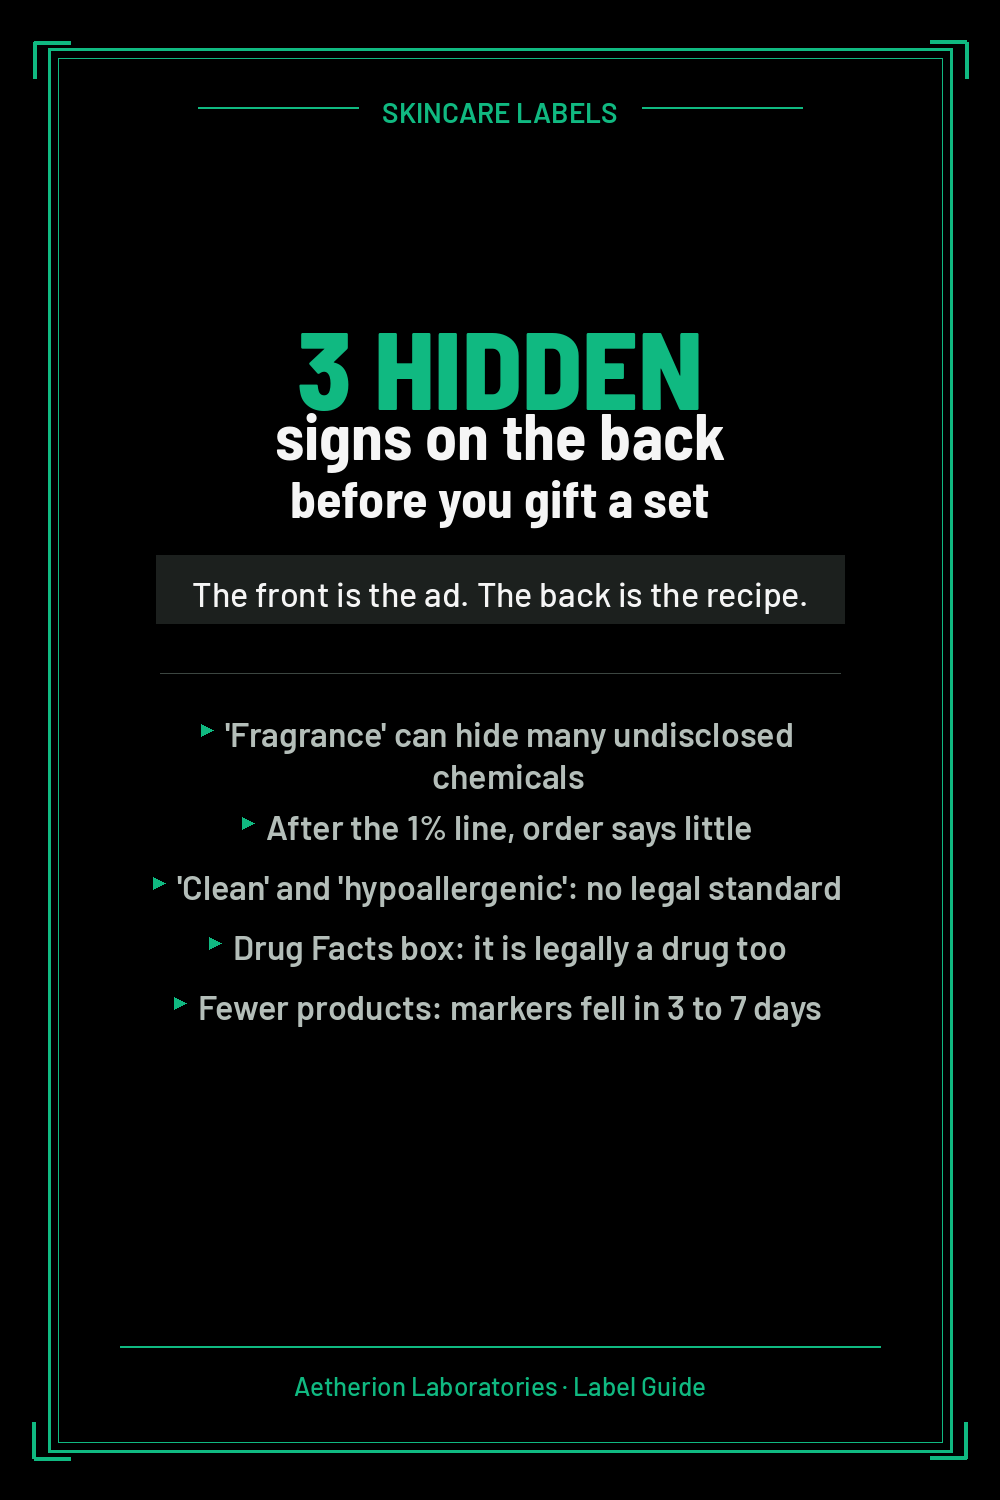 SKINCARE LABELS
3 HIDDEN
signs on the back
before you gift a set
The front is the ad. The back is the recipe.
'Fragrance' can hide many undisclosed
chemicals
After the 1% line, order says little
'Clean' and 'hypoallergenic': no legal standard
Drug Facts box: it is legally a drug too
Fewer products: markers fell in 3 to 7 days
Aetherion Laboratories · Label Guide